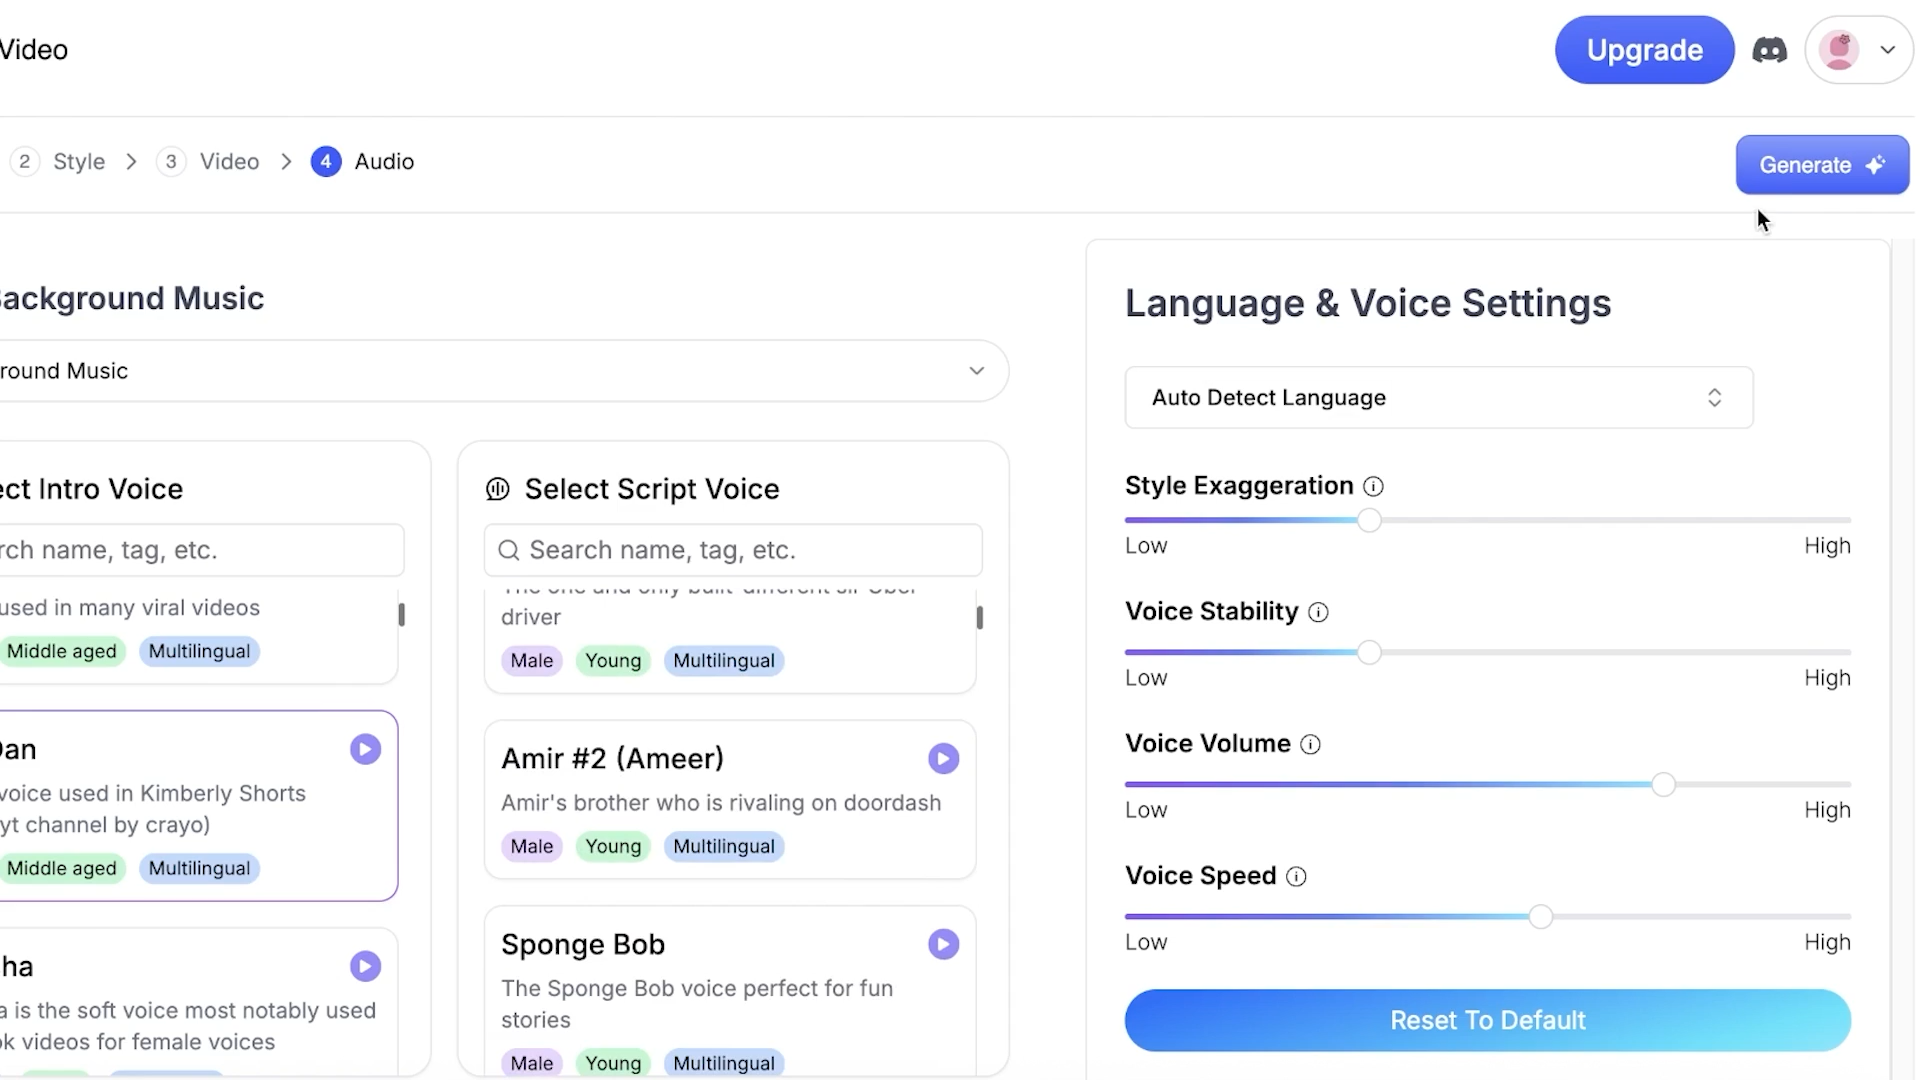 Video
Upgrade
2 Style
3 Video
4 Audio
Generate
Background Music
round Music
ect Intro Voice
rch name, tag, etc.
used in many viral videos
Middle aged
Multilingual
Dan
voice used in Kimberly Shorts
yt channel by crayo)
Middle aged
Multilingual
ha
a is the soft voice most notably used
ok videos for female voices
Select Script Voice
Search name, tag, etc.
driver
Male
Young
Multilingual
Amir #2 (Ameer)
Amir's brother who is rivaling on doordash
Male
Young
Multilingual
Sponge Bob
The Sponge Bob voice perfect for fun
stories
Male
Young
Multilingual
Language & Voice Settings
Auto Detect Language
Style Exaggeration
Low
High
Voice Stability
Low
High
Voice Volume
Low
High
Voice Speed
Low
High
Reset To Default